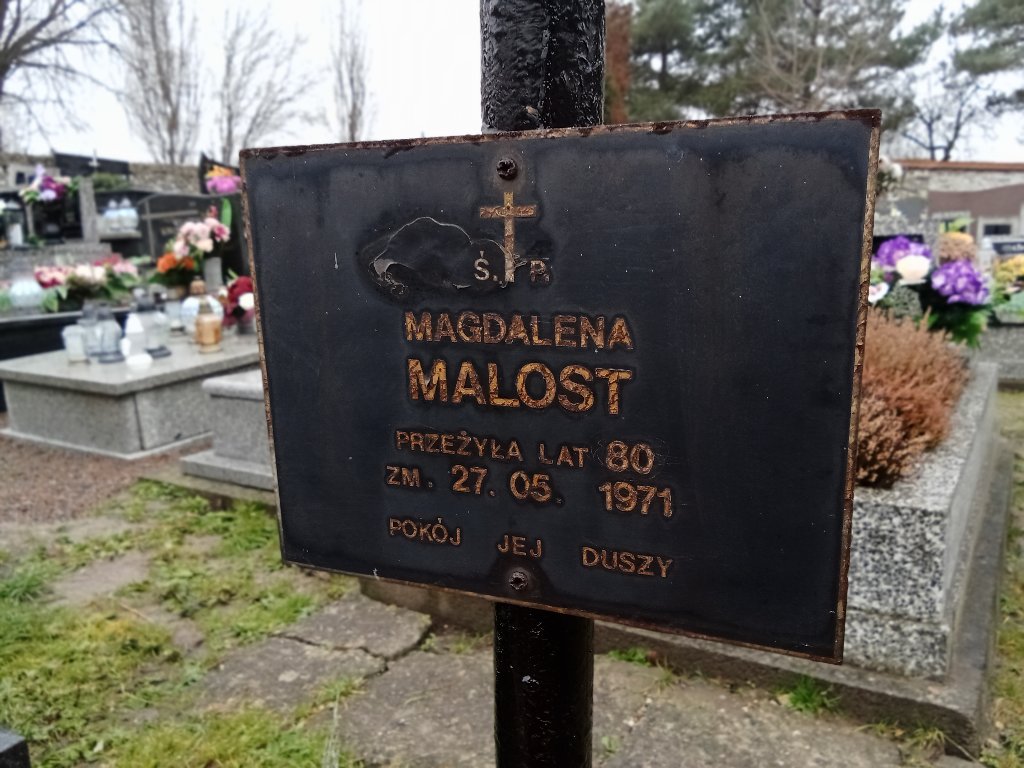 Ś. P.
MAGDALENA
MALOST
PRZEŻYŁA LAT 80
ZM. 27. 05. 1971
POKÓJ JEJ DUSZY